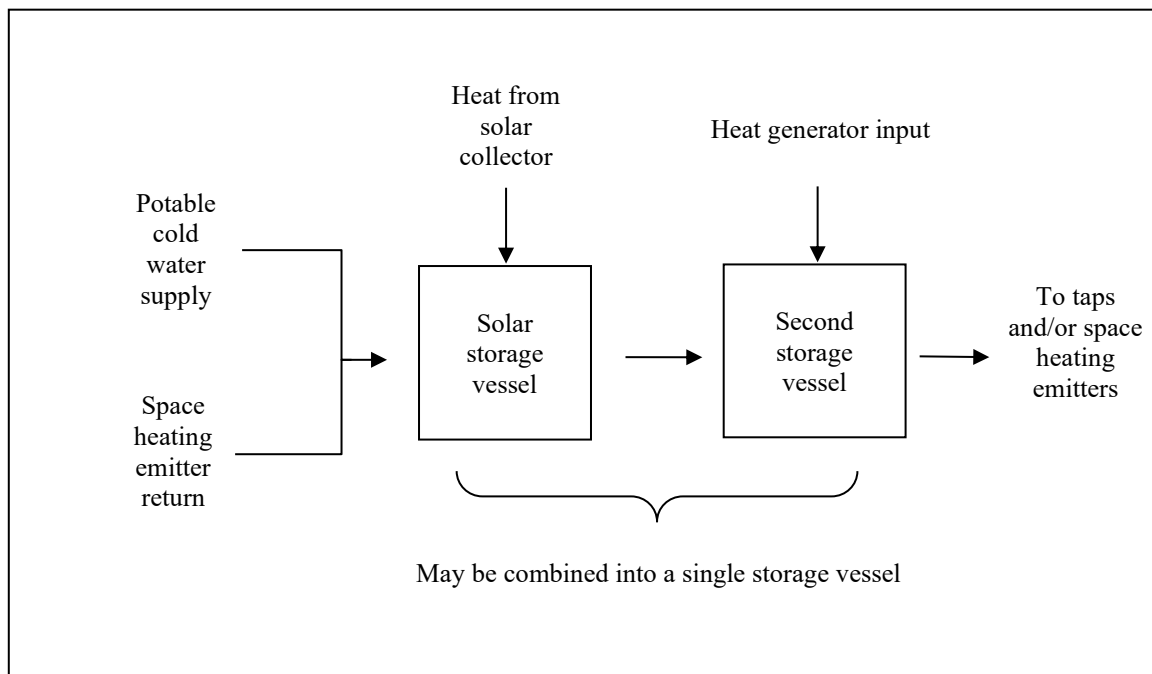 Heat from
solar
collector
Heat generator input
Potable
cold
water
supply
Solar
storage
vessel
Second
storage
vessel
To taps
and/or space
heating
emitters
Space
heating
emitter
return
May be combined into a single storage vessel